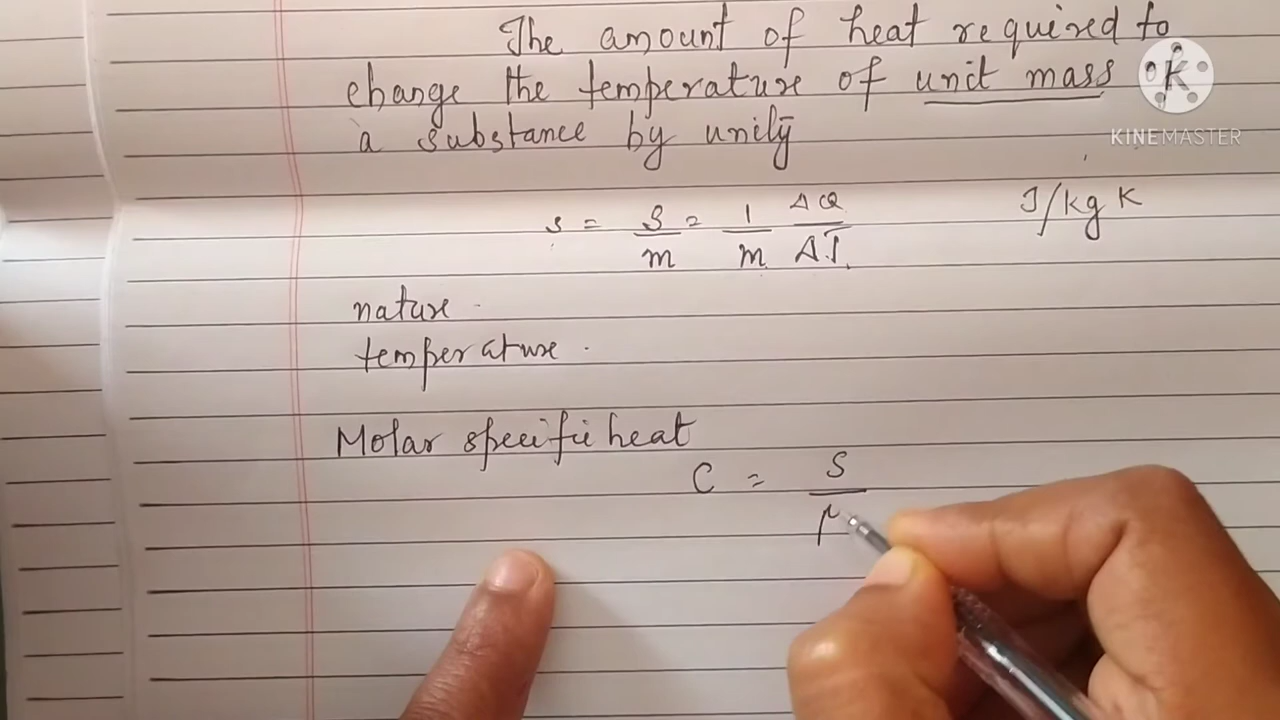 The amount of heat required to
change the temperature of unit mass of
a substance by unity
s = S/m = 1/m ΔQ/ΔT. J/kg K
nature.
temperature.
Molar specific heat
C = S/μ
K
KINEMASTER